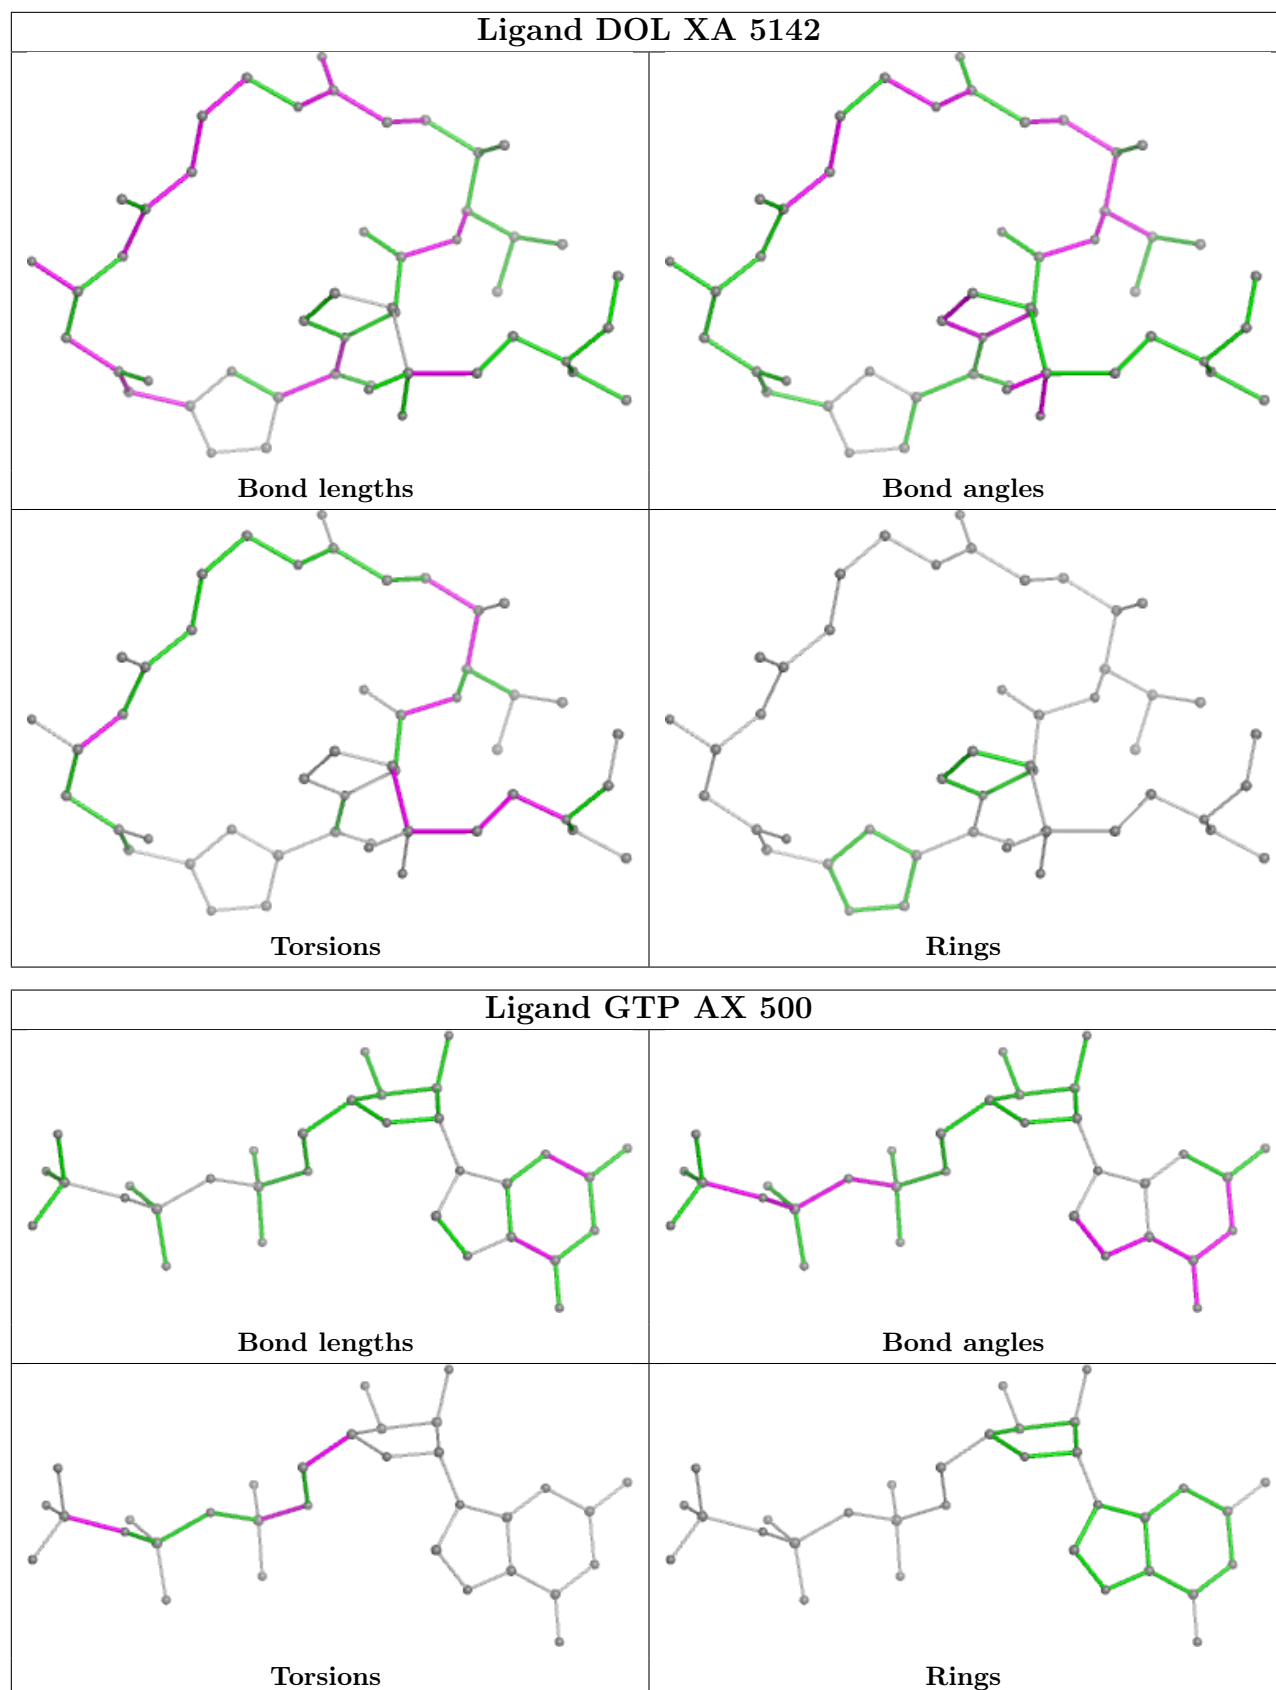 Ligand DOL XA 5142
Bond lengths
Bond angles
Torsions
Rings
Ligand GTP AX 500
Bond lengths
Bond angles
Torsions
Rings